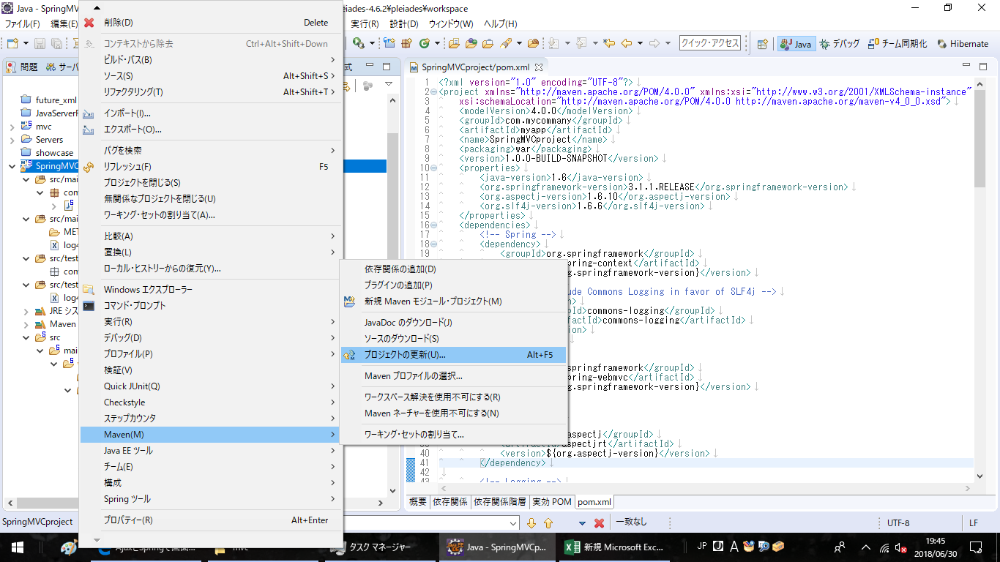 Java - SpringMV
eiades-4.6.2¥pleiades¥workspace
ファイル(F) 編集(E)
実行(R) 設計(D) ウィンドウ(W) ヘルプ(H)
クイック・アクセス
Java デバッグ チーム同期化 Hibernate
問題 サーバ
future_xml
JavaServerF
mvc
Servers
showcase
SpringMVC
src/mai
com
src/mai
MET
log4
src/test
com
src/test
log4
JRE シス
Maven
src
mai
削除(D) Delete
コンテキストから除去 Ctrl+Alt+Shift+Down
ビルド・パス(B)
ソース(S) Alt+Shift+S
リファクタリング(T) Alt+Shift+T
インポート(I)...
エクスポート(O)...
バグを検索
リフレッシュ(F) F5
プロジェクトを閉じる(S)
無関係なプロジェクトを閉じる(U)
ワーキング・セットの割り当て(A)...
比較(A)
置換(L)
ローカル・ヒストリーからの復元(Y)...
Windows エクスプローラー
コマンド・プロンプト
実行(R)
デバッグ(D)
プロファイル(P)
検証(V)
Quick JUnit(Q)
Checkstyle
ステップカウンタ
Maven(M)
Java EE ツール
チーム(E)
構成
Spring ツール
プロパティー(R) Alt+Enter
依存関係の追加(D)
プラグインの追加(P)
新規 Maven モジュール・プロジェクト(M)
JavaDoc のダウンロード(J)
ソースのダウンロード(S)
プロジェクトの更新(U)... Alt+F5
Maven プロファイルの選択...
ワークスペース解決を使用不可にする(R)
Maven ネーチャーを使用不可にする(N)
ワーキング・セットの割り当て...
SpringMVCproject/pom.xml
1 <?xml version="1.0" encoding="UTF-8"?>
2 <project xmlns="http://maven.apache.org/POM/4.0.0" xmlns:xsi="http://www.w3.org/2001/XMLSchema-instance"
3 xsi:schemaLocation="http://maven.apache.org/POM/4.0.0 http://maven.apache.org/maven-v4_0_0.xsd">
4 <modelVersion>4.0.0</modelVersion>
5 <groupId>com.mycommany</groupId>
6 <artifactId>myapp</artifactId>
7 <name>SpringMVCproject</name>
8 <packaging>war</packaging>
9 <version>1.0.0-BUILD-SNAPSHOT</version>
10 <properties>
11 <java-version>1.6</java-version>
12 <org.springframework-version>3.1.1.RELEASE</org.springframework-version>
13 <org.aspectj-version>1.6.10</org.aspectj-version>
14 <org.slf4j-version>1.6.6</org.slf4j-version>
15 </properties>
16 <dependencies>
17 <!-- Spring -->
18 <dependency>
19 <groupId>org.springframework</groupId>
pring-context</artifactId>
g.springframework-version}</version>
ude Commons Logging in favor of SLF4j -->
on>
commons-logging</groupId>
factId>commons-logging</artifactId>
ion>
springframework</groupId>
pring-webmvc</artifactId>
g.springframework-version}</version>
aspectj</groupId>
<artifactId>aspectjrt</artifactId>
40 <version>${org.aspectj-version}</version>
41 </dependency>
42
43 <!-- Logging -->
概要 依存関係 依存関係階層 実効 POM pom.xml
SpringMVCproject
一致なし
UTF-8 LF
AjaxとSpringで画面...
mvc
タスク マネージャー
Java - SpringMVCp...
新規 Microsoft Exc...
JP A
19:45
2018/06/30